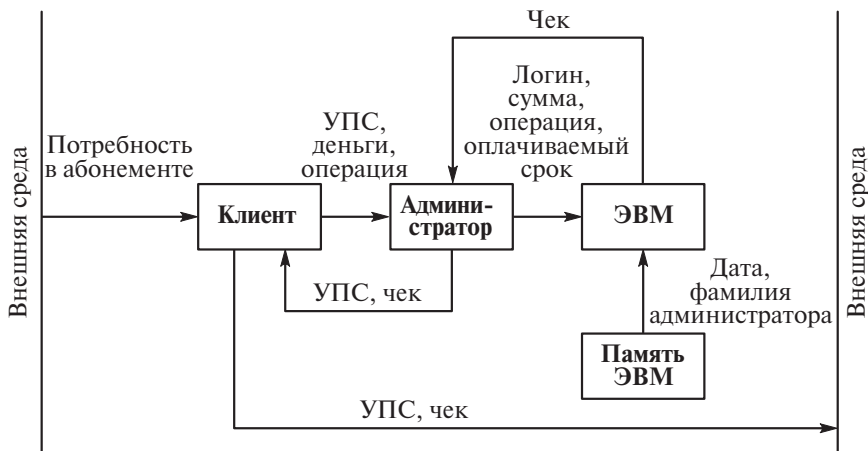 Чек
Логин,
сумма,
операция,
оплачиваемый
срок
УПС,
деньги,
операция
Потребность
в абонементе
Внешняя среда
Клиент
Админи-
стратор
ЭВМ
Внешняя среда
УПС, чек
Дата,
фамилия
администратора
Память
ЭВМ
УПС, чек